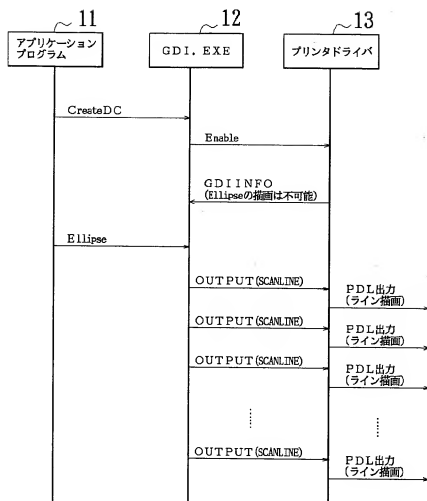 11
12
13
アプリケーション
プログラム
ＧＤＩ．ＥＸＥ
プリンタドライバ
CreateDC
Enable
ＧＤＩＩＮＦＯ
(Ellipseの描画は不可能)
Ellipse
ＯＵＴＰＵＴ(SCANLINE)
ＰＤＬ出力
(ライン描画)
ＯＵＴＰＵＴ(SCANLINE)
ＰＤＬ出力
(ライン描画)
ＯＵＴＰＵＴ(SCANLINE)
ＰＤＬ出力
(ライン描画)
ＯＵＴＰＵＴ(SCANLINE)
ＰＤＬ出力
(ライン描画)